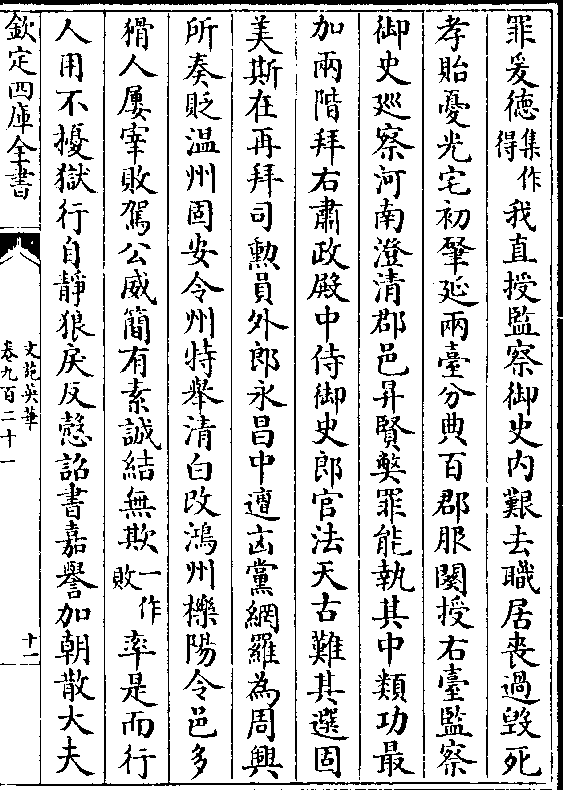 罪爰徳集作得我直授監察御史内艱去職居喪過毁死
孝貽憂光宅初肇延兩臺分典百郡服闋授右臺監察
御史廵察河南澄清郡邑昇賢獘罪能執其中類功最
加兩階拜右肅政殿中侍御史郎官法天古難其選固
美斯在再拜司勲員外郎永昌中遭凶黨網羅為周興
所奏貶温州固安令州特舉清白改鴻州櫟陽令邑多
猾人屢宰敗駕公威簡有素誠結無欺一作敗率是而行
人用不擾獄行自靜狼戾反慤詔書嘉譽加朝散大夫
欽定四庫全書
文苑英華
卷九百二十一
十一